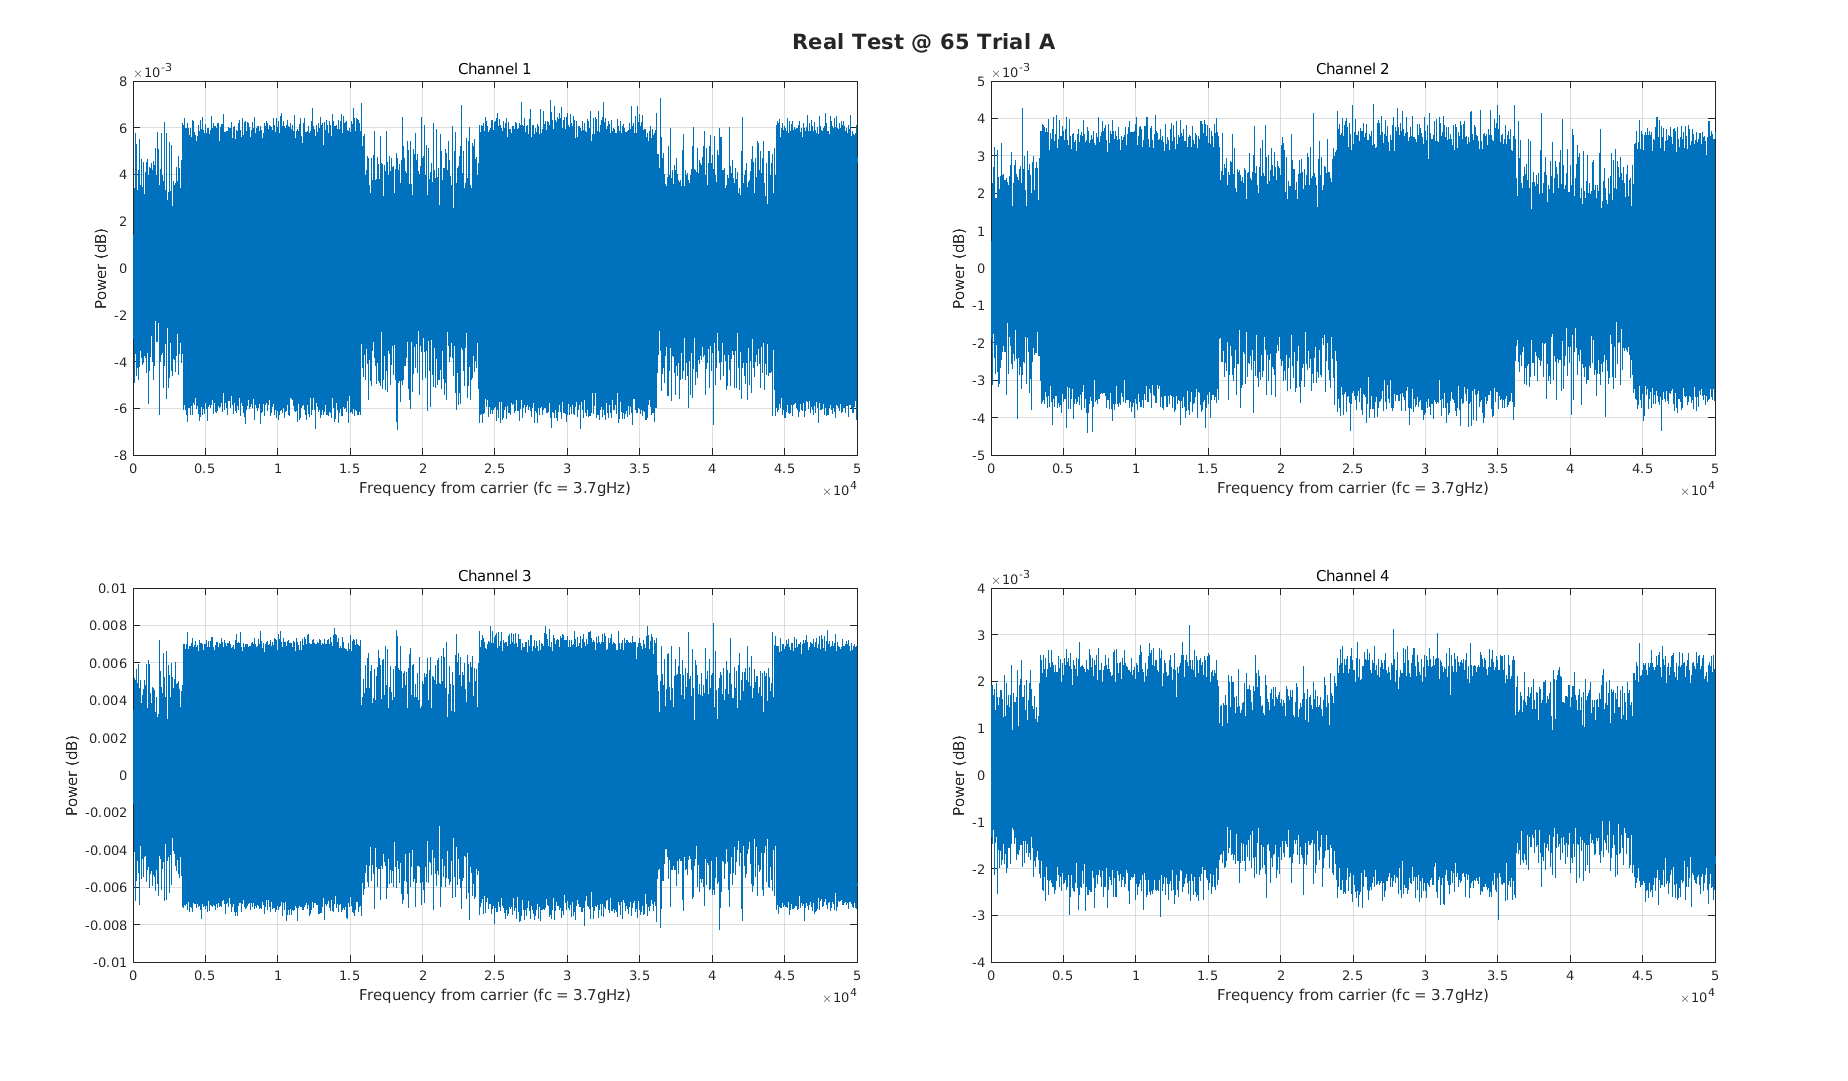 Real Test @ 65 Trial A
Channel 1
×10-3
8
6
4
2
0
-2
-4
-6
-8
Power (dB)
0 0.5 1 1.5 2 2.5 3 3.5 4 4.5 5
Frequency from carrier (fc = 3.7gHz)
×104
Channel 2
×10-3
5
4
3
2
1
0
-1
-2
-3
-4
-5
Power (dB)
0 0.5 1 1.5 2 2.5 3 3.5 4 4.5 5
Frequency from carrier (fc = 3.7gHz)
×104
Channel 3
0.01
0.008
0.006
0.004
0.002
0
-0.002
-0.004
-0.006
-0.008
-0.01
Power (dB)
0 0.5 1 1.5 2 2.5 3 3.5 4 4.5 5
Frequency from carrier (fc = 3.7gHz)
×104
Channel 4
×10-3
4
3
2
1
0
-1
-2
-3
-4
Power (dB)
0 0.5 1 1.5 2 2.5 3 3.5 4 4.5 5
Frequency from carrier (fc = 3.7gHz)
×104